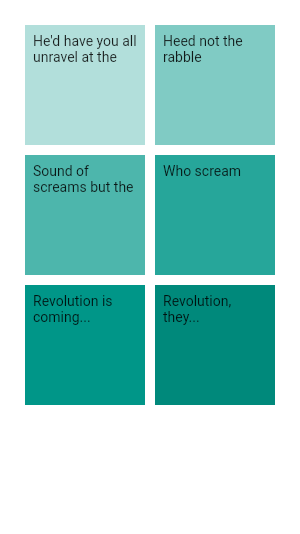 He'd have you all
unravel at the
Heed not the
rabble
Sound of
screams but the
Who scream
Revolution is
coming...
Revolution,
they...